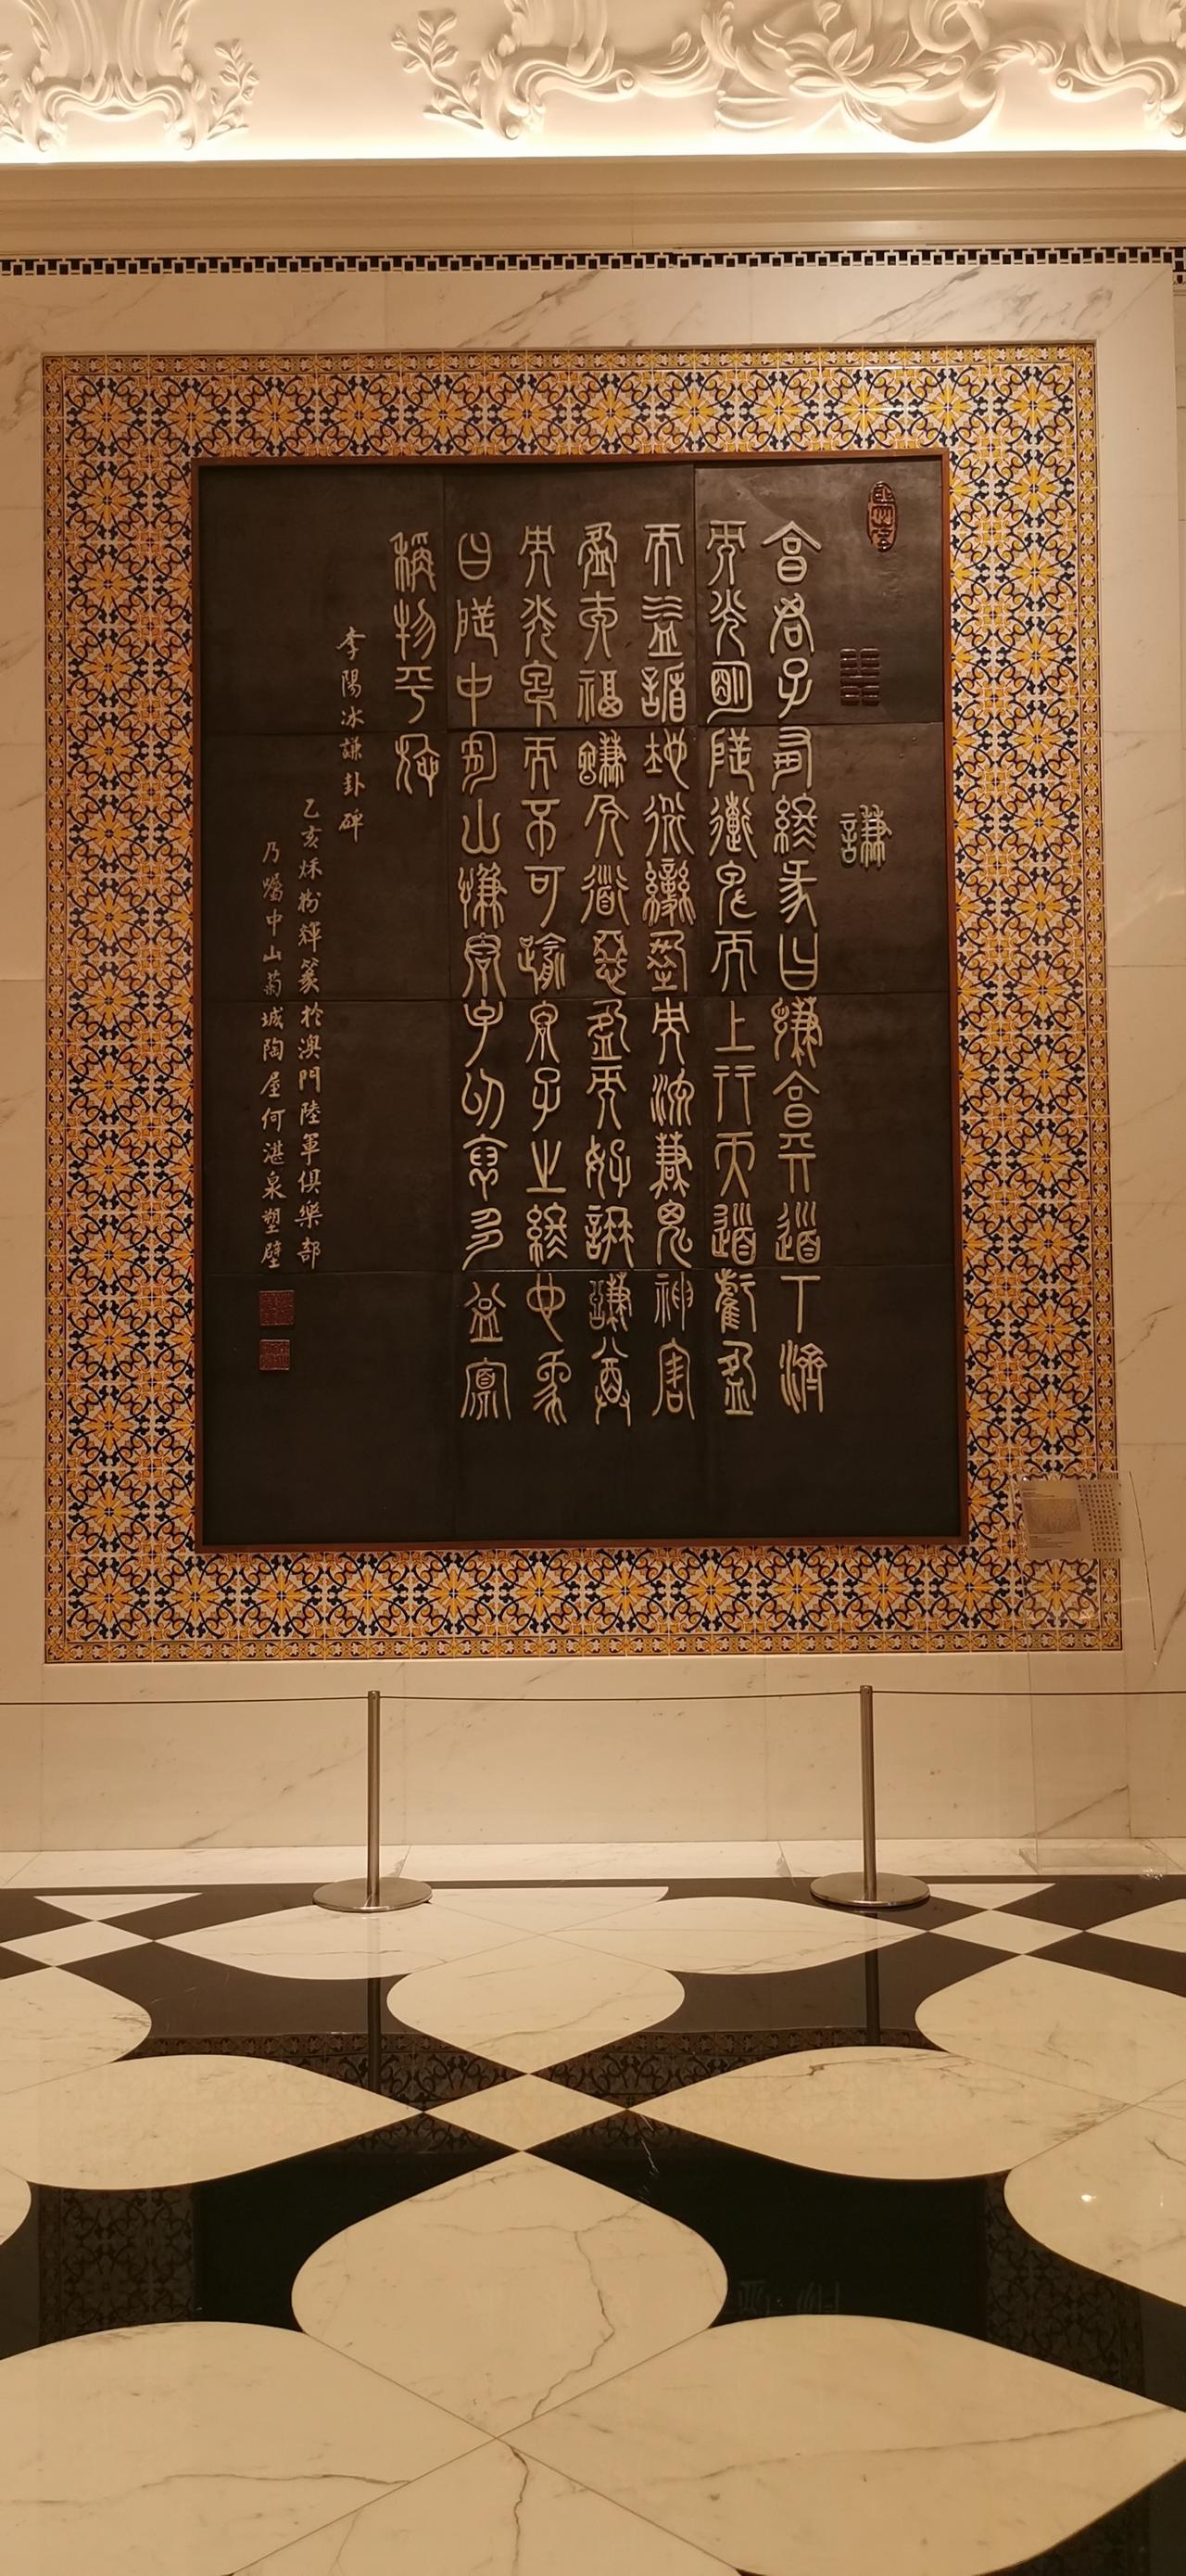 謙
亨君子有終彖曰謙亨天道下濟
而光明地道卑而上行天道虧盈
而益謙地道變盈而流謙鬼神害
盈而福謙人道惡盈而好謙謙尊
而光卑而不可踰君子之終也象
曰地中有山謙君子以裒多益寡
稱物平施
李陽冰謙卦碑
乙亥秌粉輝篆於澳門陸軍俱樂部
乃囑中山菊城陶屋何湛泉塑壁